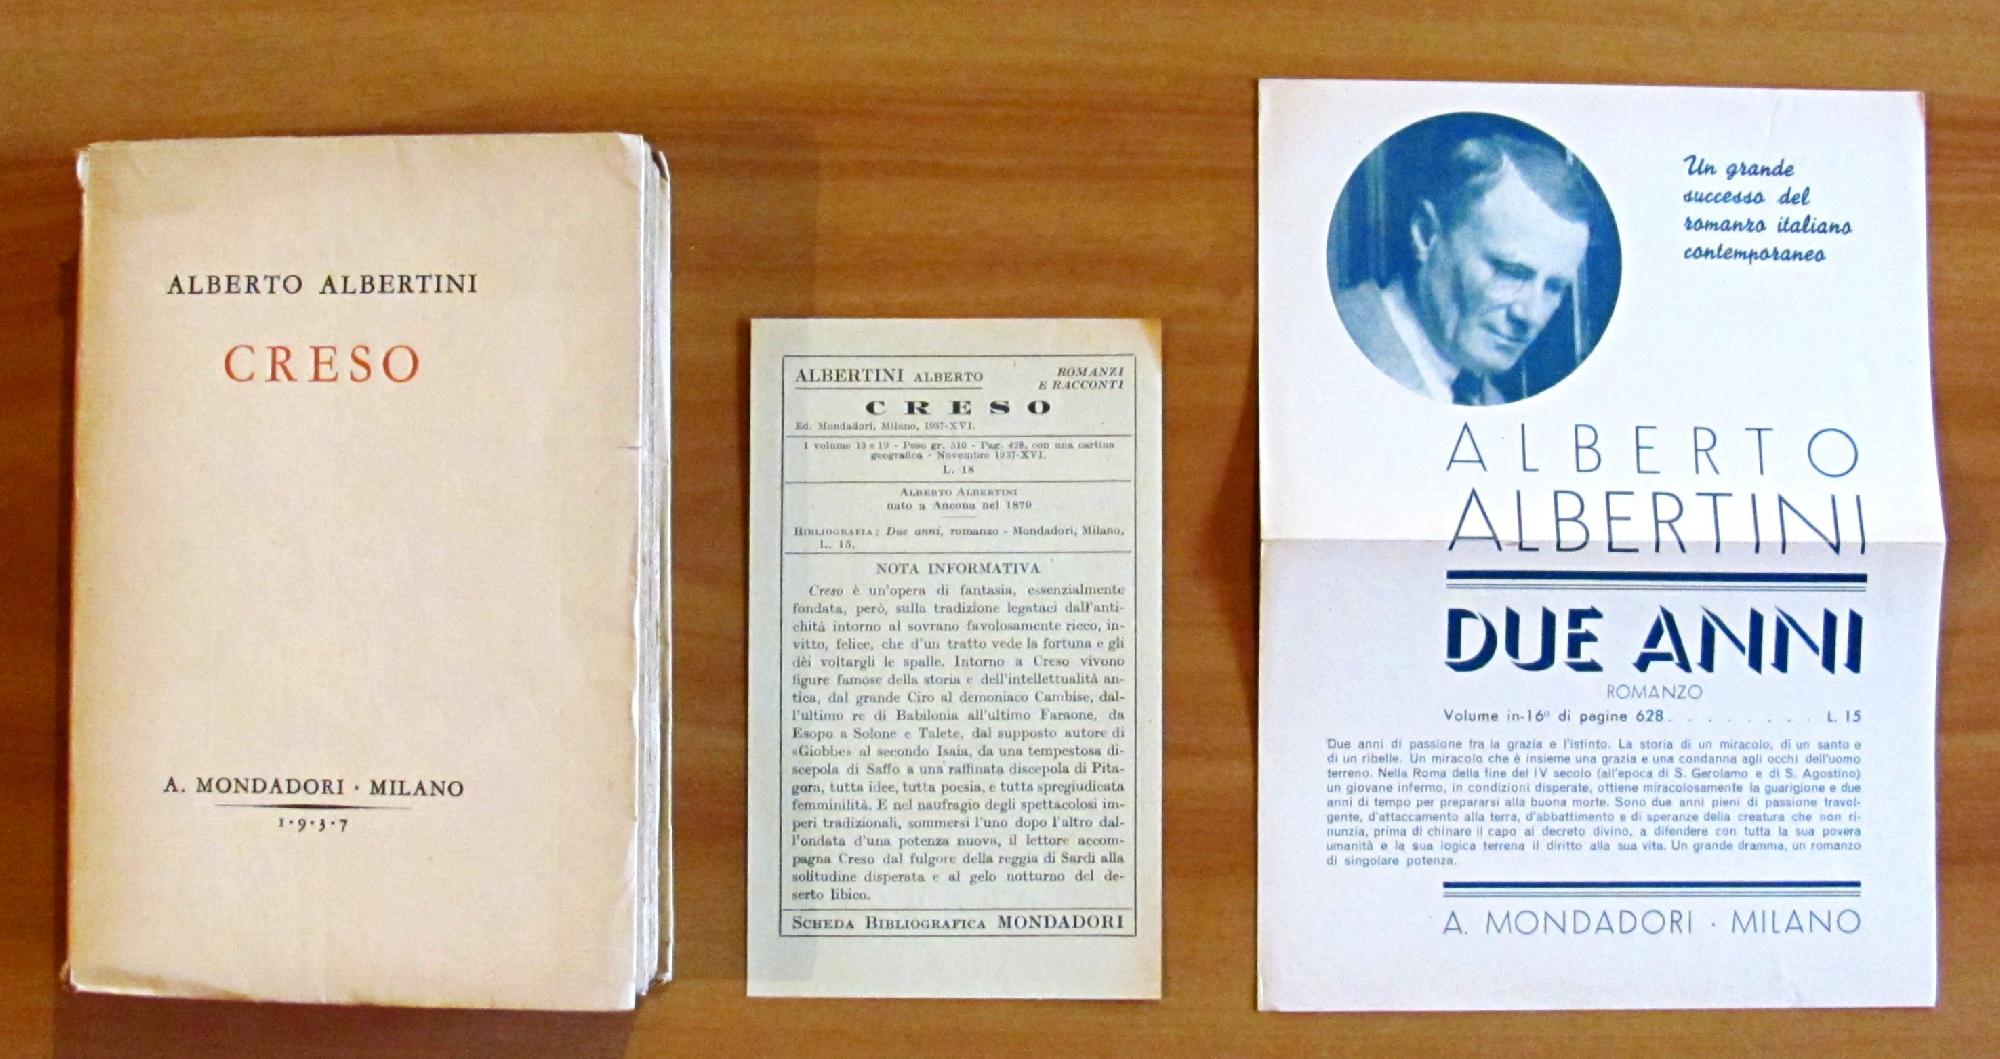 ALBERTO ALBERTINI
CRESO
A. MONDADORI · MILANO
1·9·3·7
ALBERTINI ALBERTO
ROMANZI
E RACCONTI
CRESO
Ed. Mondadori, Milano, 1937-XVI.
1 volume 13 x 19 - Peso gr. 510 - Pag. 428, con una cartina
geografica - Novembre 1937-XVI.
L. 18
ALBERTO ALBERTINI
nato a Ancona nel 1879
BIBLIOGRAFIA: Due anni, romanzo - Mondadori, Milano,
L. 15.
NOTA INFORMATIVA
Creso è un'opera di fantasia, essenzialmente
fondata, però, sulla tradizione legataci dall'anti-
chità intorno al sovrano favolosamente ricco, in-
vitto, felice, che d'un tratto vede la fortuna e gli
dèi voltargli le spalle. Intorno a Creso vivono
figure famose della storia e dell'intellettualità an-
tica, dal grande Ciro al demoniaco Cambise, dal-
l'ultimo re di Babilonia all'ultimo Faraone, da
Esopo a Solone e Talete, dal supposto autore di
«Giobbe» al secondo Isaia, da una tempestosa di-
scepola di Saffo a una raffinata discepola di Pita-
gora, tutta idee, tutta poesia, e tutta spregiudicata
femminilità. E nel naufragio degli spettacolosi im-
peri tradizionali, sommersi l'uno dopo l'altro dal-
l'ondata d'una potenza nuova, il lettore accom-
pagna Creso dal fulgore della reggia di Sardi alla
solitudine disperata e al gelo notturno del de-
serto libico.
SCHEDA BIBLIOGRAFICA MONDADORI
Un grande
successo del
romanzo italiano
contemporaneo
ALBERTO
ALBERTINI
DUE ANNI
ROMANZO
Volume in-16º di pagine 628 . . . . . . . . L. 15
Due anni di passione fra la grazia e l'istinto. La storia di un miracolo, di un santo e
di un ribelle. Un miracolo che è insieme una grazia e una condanna agli occhi dell'uomo
terreno. Nella Roma della fine del IV secolo (all'epoca di S. Gerolamo e di S. Agostino)
un giovane infermo, in condizioni disperate, ottiene miracolosamente la guarigione e due
anni di tempo per prepararsi alla buona morte. Sono due anni pieni di passione travol-
gente, d'attaccamento alla terra, d'abbattimento e di speranze della creatura che non ri-
nunzia, prima di chinare il capo al decreto divino, a difendere con tutta la sua povera
umanità e la sua logica terrena il diritto alla sua vita. Un grande dramma, un romanzo
di singolare potenza.
A. MONDADORI · MILANO